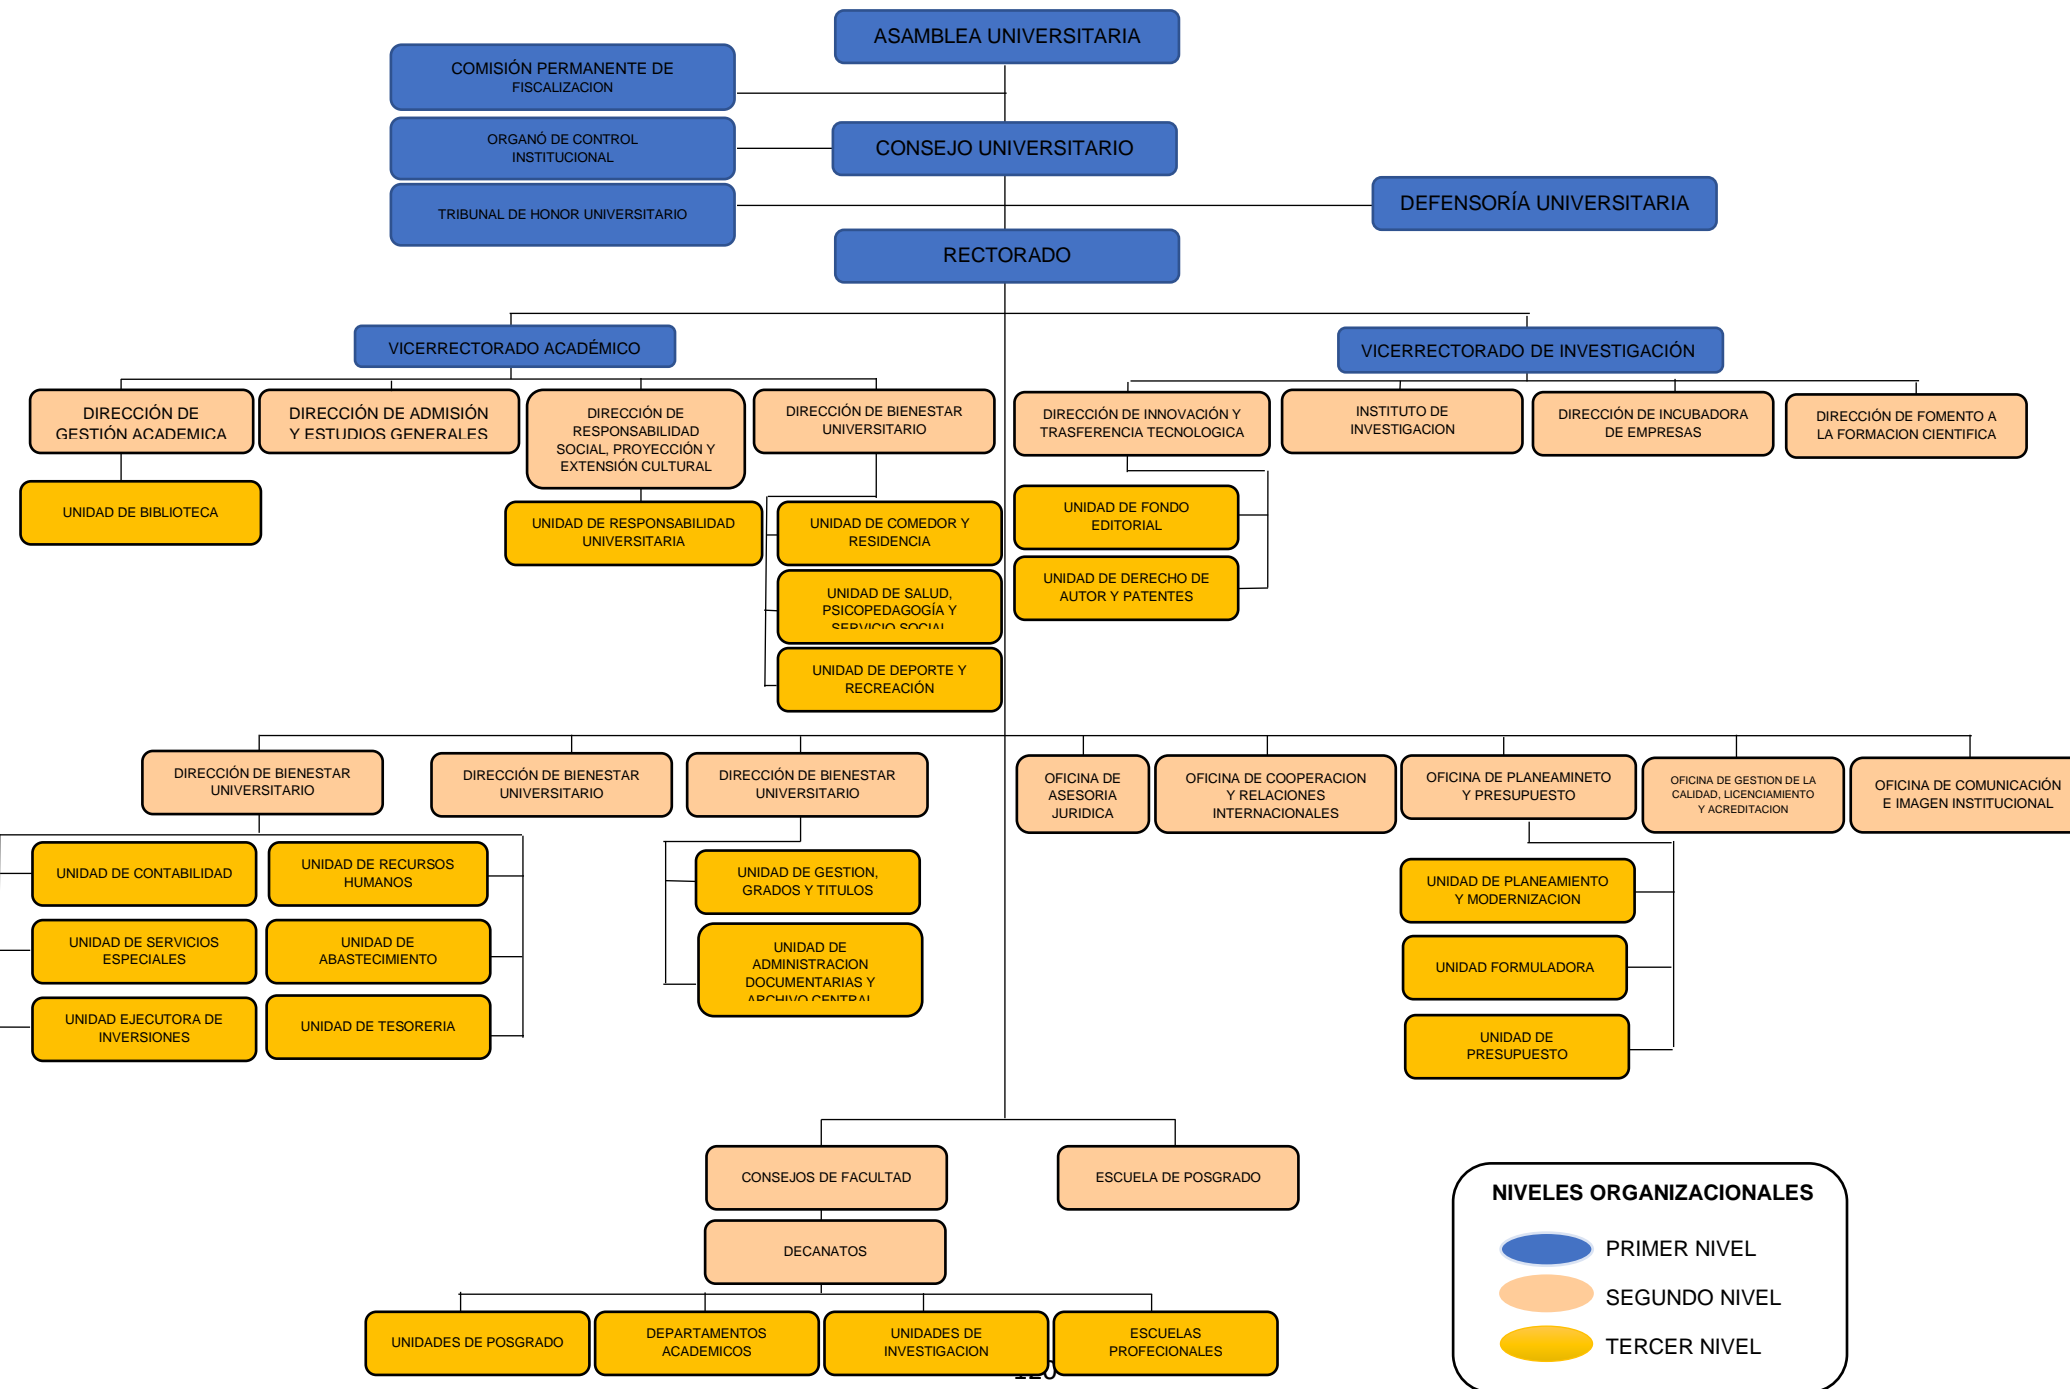 ASAMBLEA UNIVERSITARIA
COMISIÓN PERMANENTE DE
FISCALIZACION
ORGANÓ DE CONTROL
INSTITUCIONAL
CONSEJO UNIVERSITARIO
TRIBUNAL DE HONOR UNIVERSITARIO
DEFENSORÍA UNIVERSITARIA
RECTORADO
VICERRECTORADO ACADÉMICO
VICERRECTORADO DE INVESTIGACIÓN
DIRECCIÓN DE
GESTIÓN ACADEMICA
DIRECCIÓN DE ADMISIÓN
Y ESTUDIOS GENERALES
DIRECCIÓN DE
RESPONSABILIDAD
SOCIAL, PROYECCIÓN Y
EXTENSIÓN CULTURAL
DIRECCIÓN DE BIENESTAR
UNIVERSITARIO
DIRECCIÓN DE INNOVACIÓN Y
TRASFERENCIA TECNOLOGICA
INSTITUTO DE
INVESTIGACION
DIRECCIÓN DE INCUBADORA
DE EMPRESAS
DIRECCIÓN DE FOMENTO A
LA FORMACION CIENTIFICA
UNIDAD DE BIBLIOTECA
UNIDAD DE RESPONSABILIDAD
UNIVERSITARIA
UNIDAD DE COMEDOR Y
RESIDENCIA
UNIDAD DE SALUD,
PSICOPEDAGOGÍA Y
SERVICIO SOCIAL
UNIDAD DE DEPORTE Y
RECREACIÓN
UNIDAD DE FONDO
EDITORIAL
UNIDAD DE DERECHO DE
AUTOR Y PATENTES
DIRECCIÓN DE BIENESTAR
UNIVERSITARIO
DIRECCIÓN DE BIENESTAR
UNIVERSITARIO
DIRECCIÓN DE BIENESTAR
UNIVERSITARIO
OFICINA DE
ASESORIA
JURIDICA
OFICINA DE COOPERACION
Y RELACIONES
INTERNACIONALES
OFICINA DE PLANEAMINETO
Y PRESUPUESTO
OFICINA DE GESTION DE LA
CALIDAD, LICENCIAMIENTO
Y ACREDITACION
OFICINA DE COMUNICACIÓN
E IMAGEN INSTITUCIONAL
UNIDAD DE CONTABILIDAD
UNIDAD DE RECURSOS
HUMANOS
UNIDAD DE SERVICIOS
ESPECIALES
UNIDAD DE
ABASTECIMIENTO
UNIDAD EJECUTORA DE
INVERSIONES
UNIDAD DE TESORERIA
UNIDAD DE GESTION,
GRADOS Y TITULOS
UNIDAD DE
ADMINISTRACION
DOCUMENTARIAS Y
ARCHIVO CENTRAL
UNIDAD DE PLANEAMIENTO
Y MODERNIZACION
UNIDAD FORMULADORA
UNIDAD DE
PRESUPUESTO
CONSEJOS DE FACULTAD
ESCUELA DE POSGRADO
DECANATOS
UNIDADES DE POSGRADO
DEPARTAMENTOS
ACADEMICOS
UNIDADES DE
INVESTIGACION
ESCUELAS
PROFECIONALES
NIVELES ORGANIZACIONALES
PRIMER NIVEL
SEGUNDO NIVEL
TERCER NIVEL